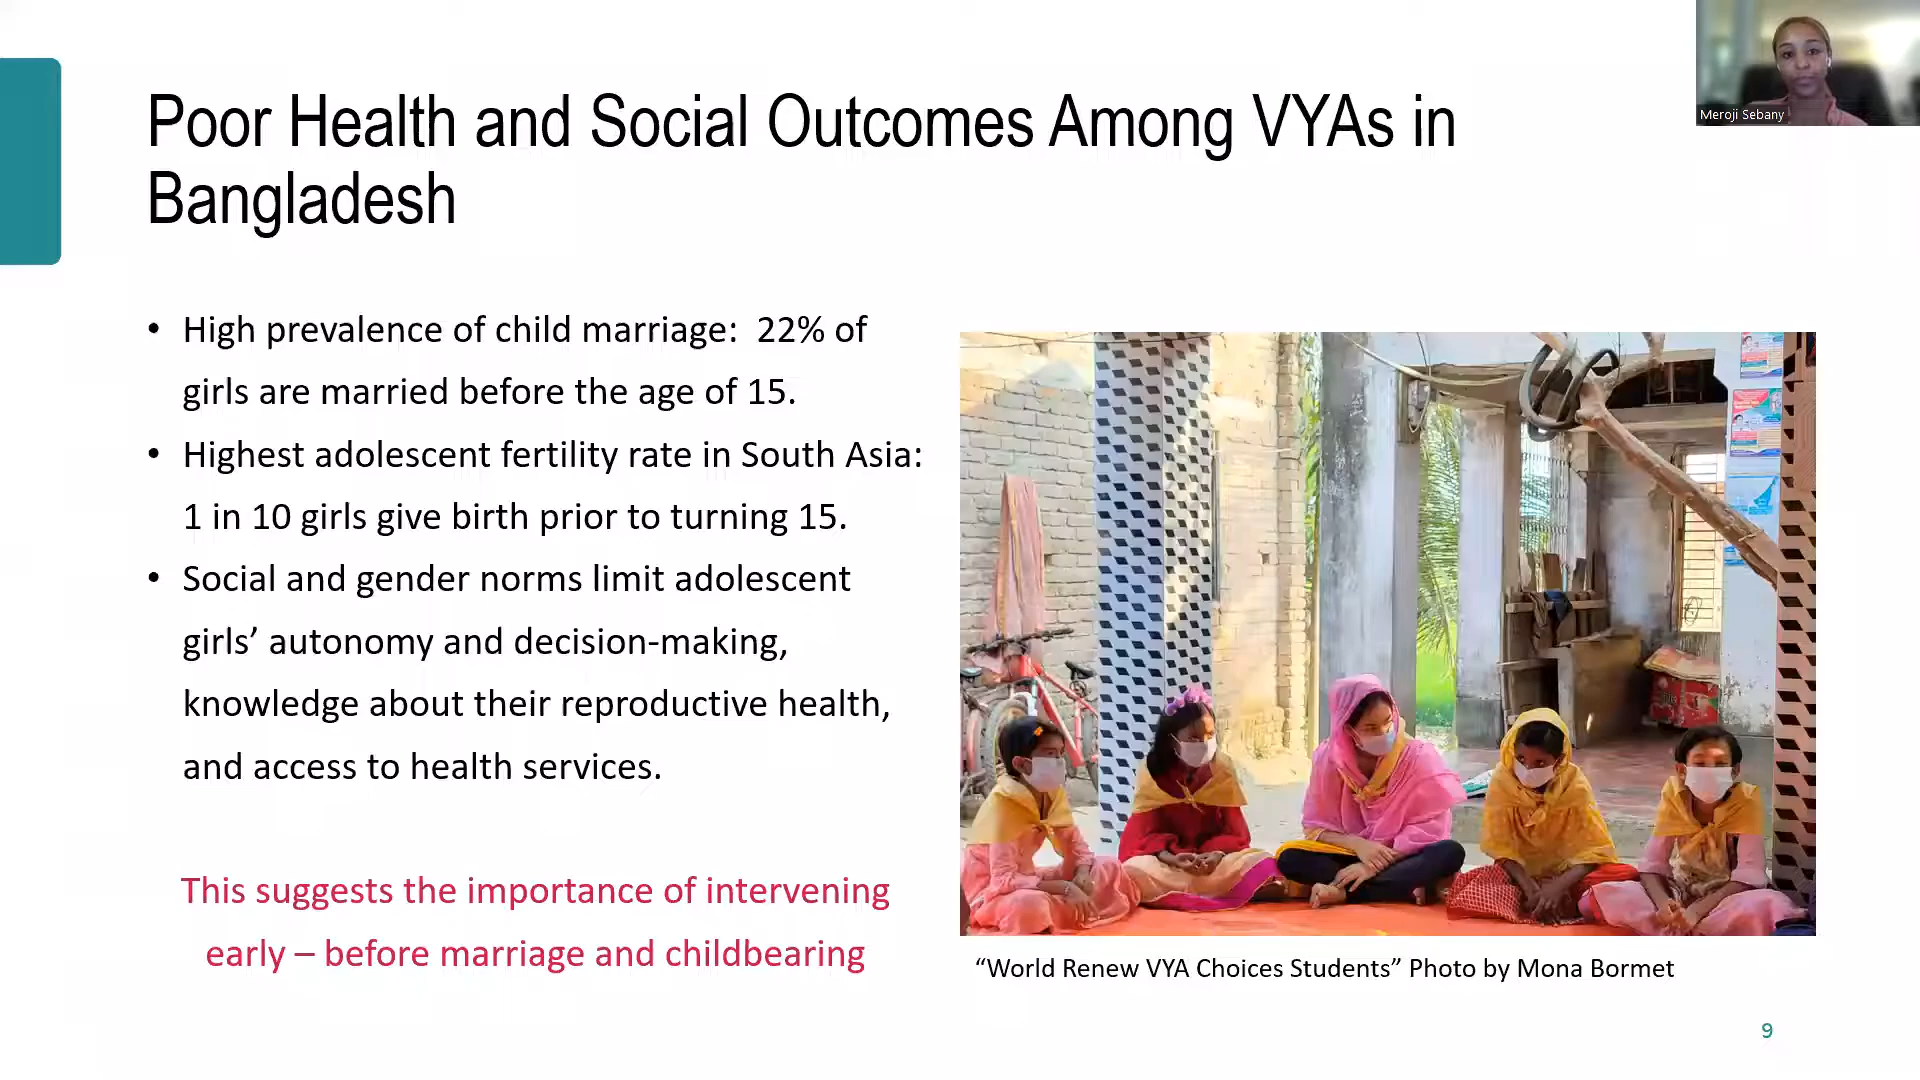 Poor Health and Social Outcomes Among VYAs in
Bangladesh
Meroji Sebany
• High prevalence of child marriage:  22% of
girls are married before the age of 15.
• Highest adolescent fertility rate in South Asia:
1 in 10 girls give birth prior to turning 15.
• Social and gender norms limit adolescent
girls’ autonomy and decision-making,
knowledge about their reproductive health,
and access to health services.
This suggests the importance of intervening
early – before marriage and childbearing
“World Renew VYA Choices Students” Photo by Mona Bormet
9